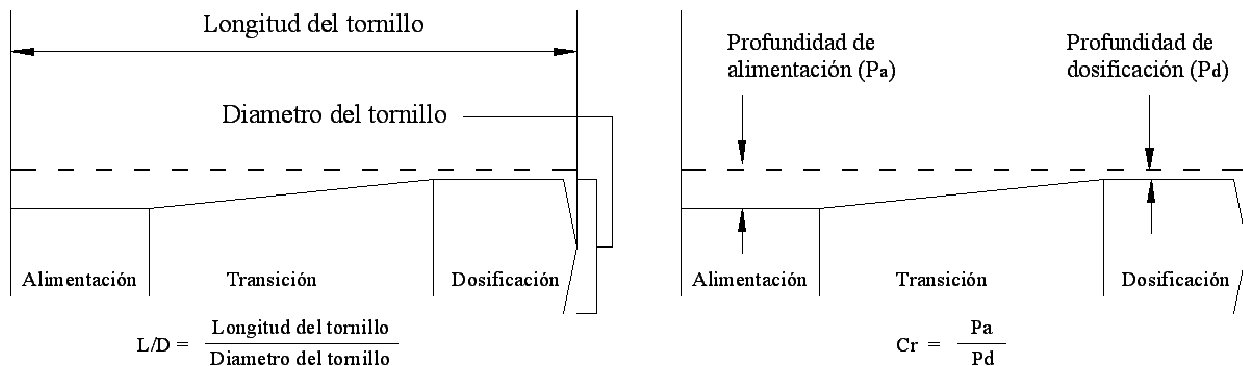 Longitud del tornillo
Diametro del tornillo
Alimentación
Transición
Dosificación
L/D = Longitud del tornillo
Diametro del tornillo
Profundidad de
alimentación (Pa)
Profundidad de
dosificación (Pd)
Alimentación
Transición
Dosificación
Cr = Pa
Pd